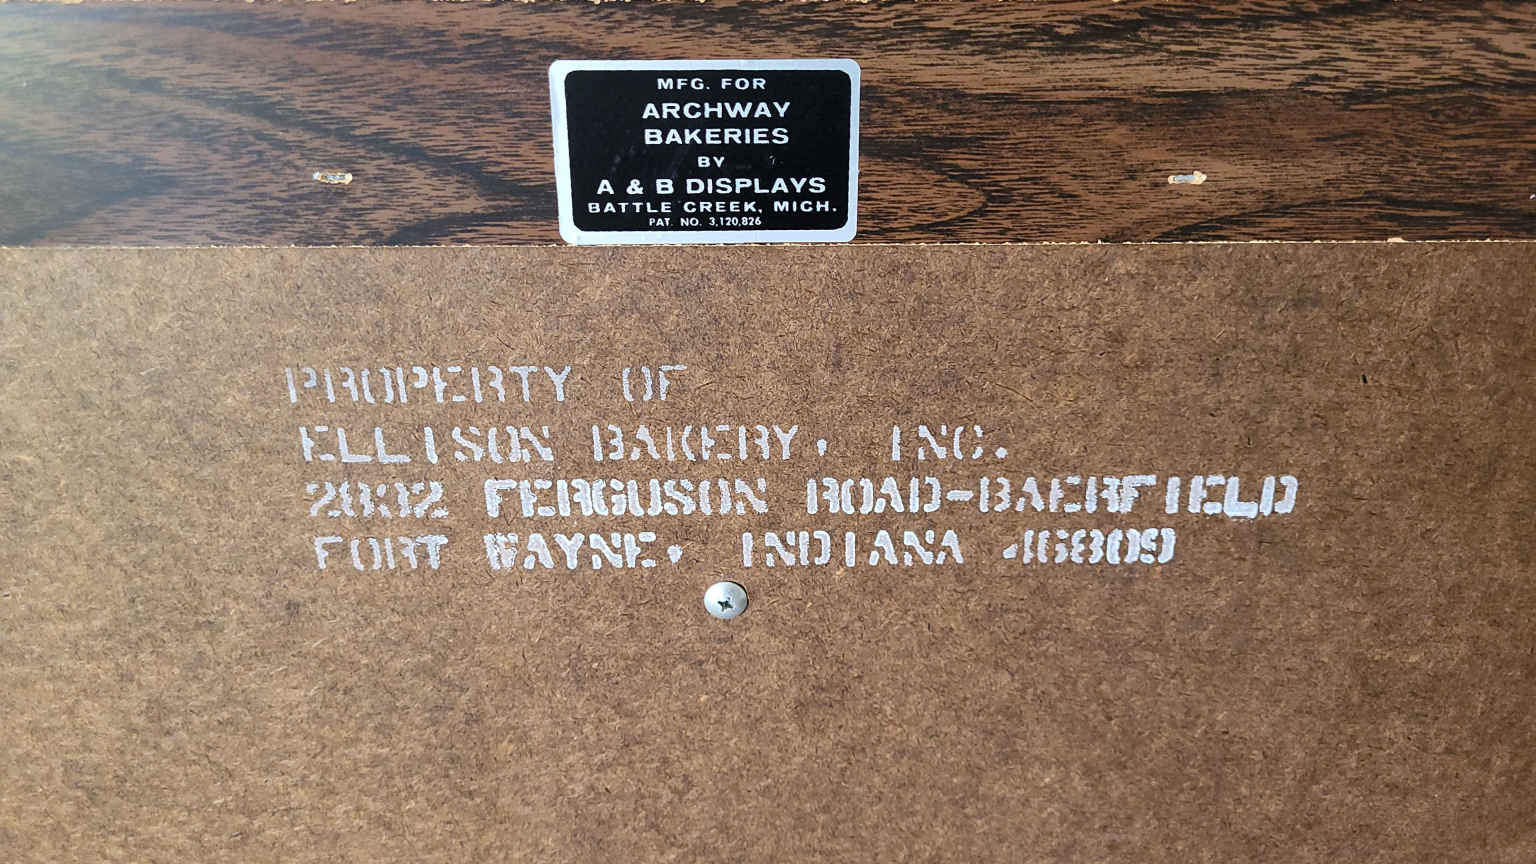 MFG. FOR
ARCHWAY
BAKERIES
BY
A & B DISPLAYS
BATTLE CREEK, MICH.
PAT. NO. 3,120,826
PROPERTY OF
ELLISON BAKERY, INC.
FERGUSON ROAD-BAERFIELD
FORT WAYNE, INDIANA 46809